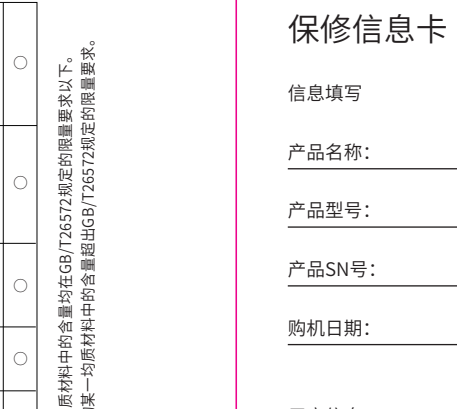 ○
○
○
○
质材料中的含量均在GB/T26572规定的限量要求以下。
某一均质材料中的含量超出GB/T26572规定的限量要求。
保修信息卡
信息填写
产品名称：
产品型号：
产品SN号：
购机日期：